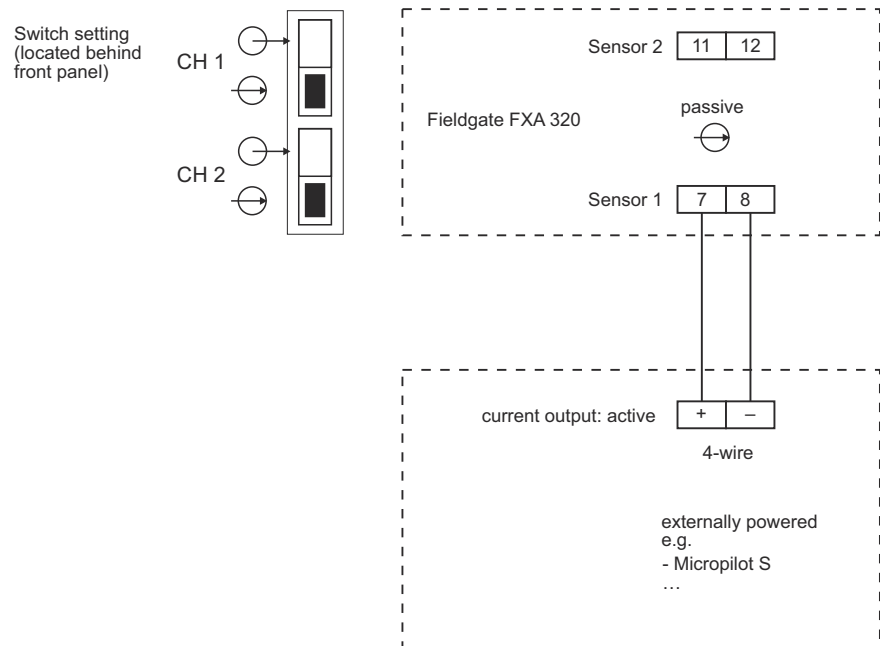 Switch setting
(located behind
front panel)
CH 1
CH 2
Sensor 2 11 12
Fieldgate FXA 320
passive
Sensor 1 7 8
current output: active + –
4-wire
externally powered
e.g.
- Micropilot S
...